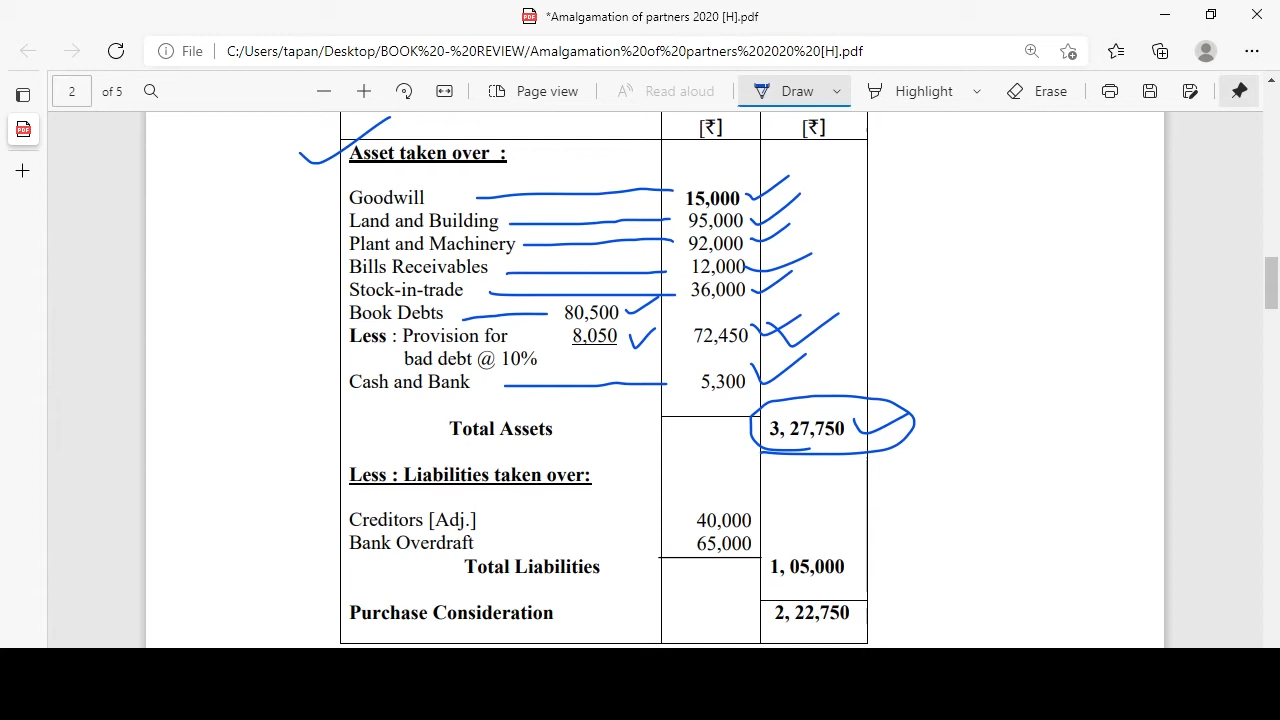 *Amalgamation of partners 2020 [H].pdf
File C:/Users/tapan/Desktop/BOOK%20-%20REVIEW/Amalgamation%20of%20partners%202020%20[H].pdf
2 of 5 Page view Read aloud Draw Highlight Erase
[₹] [₹]
Asset taken over :
Goodwill 15,000
Land and Building 95,000
Plant and Machinery 92,000
Bills Receivables 12,000
Stock-in-trade 36,000
Book Debts 80,500
Less : Provision for 8,050 72,450
bad debt @ 10%
Cash and Bank 5,300
Total Assets 3, 27,750
Less : Liabilities taken over:
Creditors [Adj.] 40,000
Bank Overdraft 65,000
Total Liabilities 1, 05,000
Purchase Consideration 2, 22,750